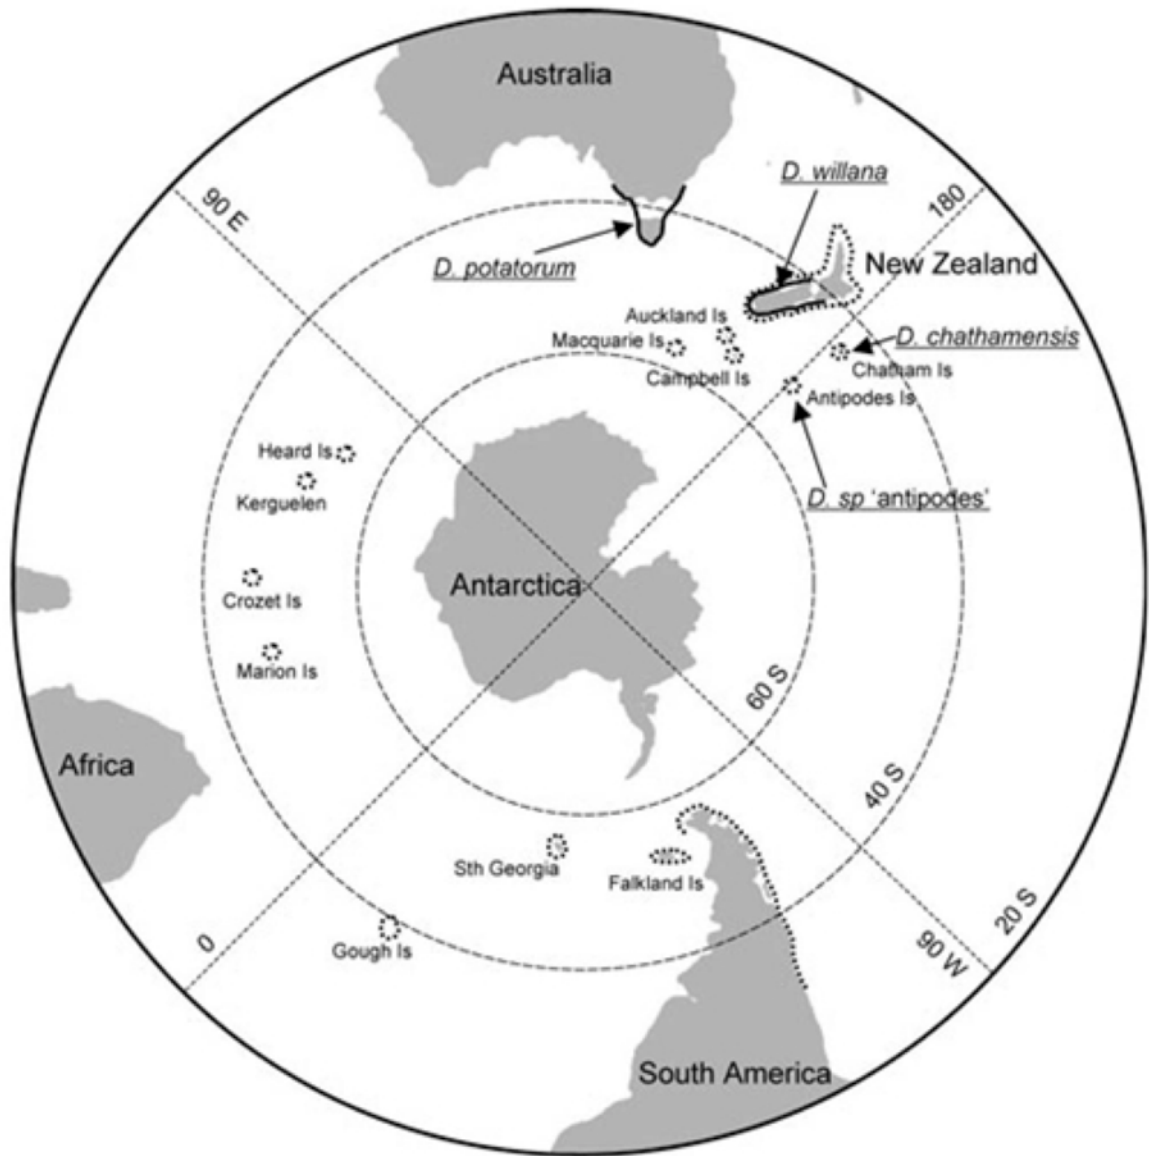 Australia
90 E
D. willana
180
D. potatorum
New Zealand
Auckland Is
Macquarie Is
D. chathamensis
Campbell Is
Chatham Is
Antipodes Is
Heard Is
Kerguelen
D. sp 'antipodes'
Antarctica
Crozet Is
Marion Is
60 S
Africa
40 S
Sth Georgia
Falkland Is
20 S
0
Gough Is
90 W
South America